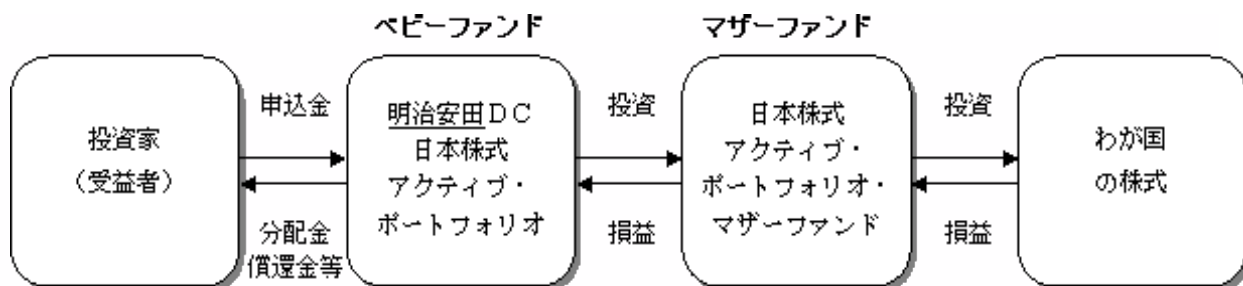 ベビーファンド
マザーファンド
投資家
（受益者）
申込金
分配金
償還金等
明治安田ＤＣ
日本株式
アクティブ・
ポートフォリオ
投資
損益
日本株式
アクティブ・
ポートフォリオ・
マザーファンド
投資
損益
わが国
の株式